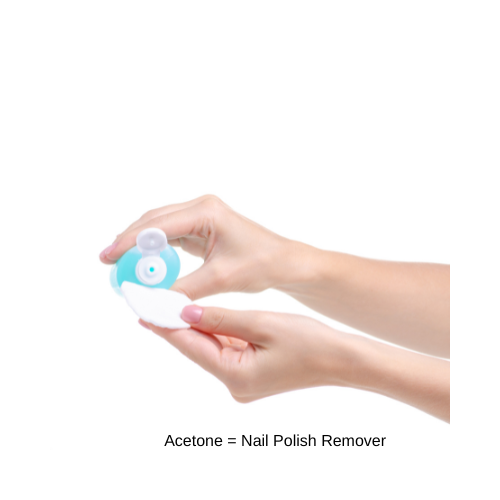 Acetone = Nail Polish Remover